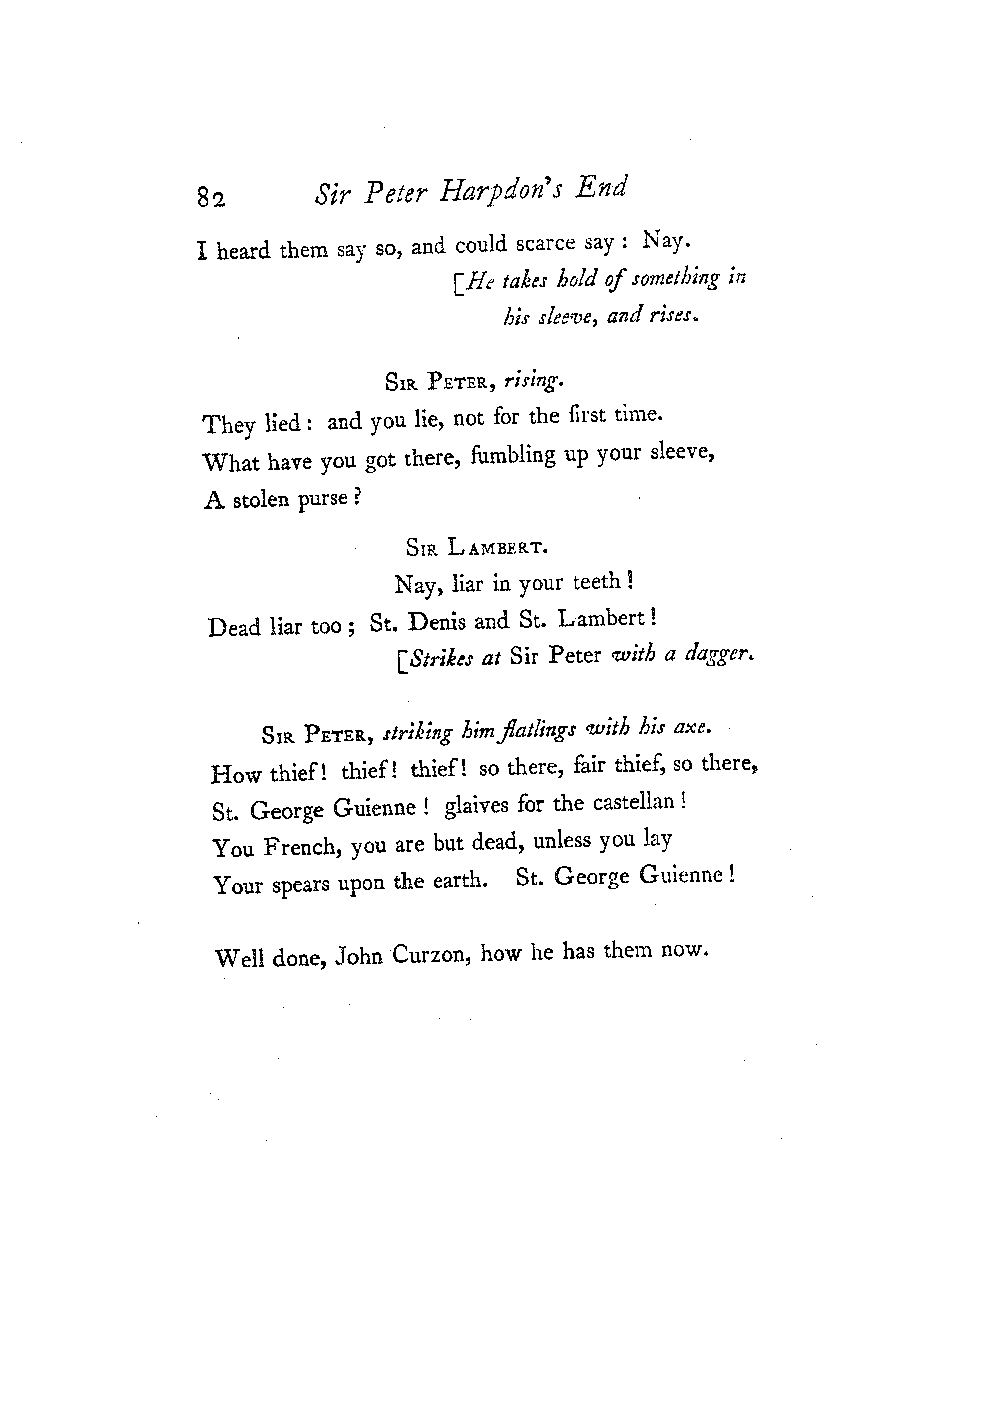 82 Sir Peter Harpdon's End
I heard them say so, and could scarce say : Nay.
[He takes hold of something in
his sleeve, and rises.
Sir Peter, rising.
They lied : and you lie, not for the first time.
What have you got there, fumbling up your sleeve,
A stolen purse ?
Sir Lambert.
Nay, liar in your teeth !
Dead liar too ; St. Denis and St. Lambert !
[Strikes at Sir Peter with a dagger.
Sir Peter, striking him flatlings with his axe.
How thief ! thief ! thief ! so there, fair thief, so there,
St. George Guienne ! glaives for the castellan !
You French, you are but dead, unless you lay
Your spears upon the earth. St. George Guienne !
Well done, John Curzon, how he has them now.